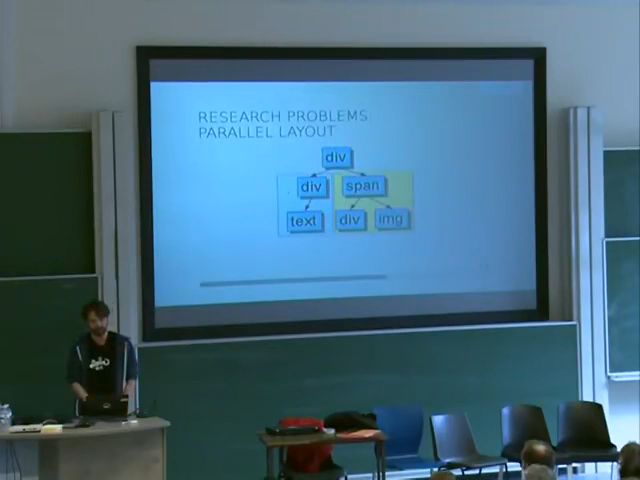 RESEARCH PROBLEMS:
PARALLEL LAYOUT
div
div span
text div img